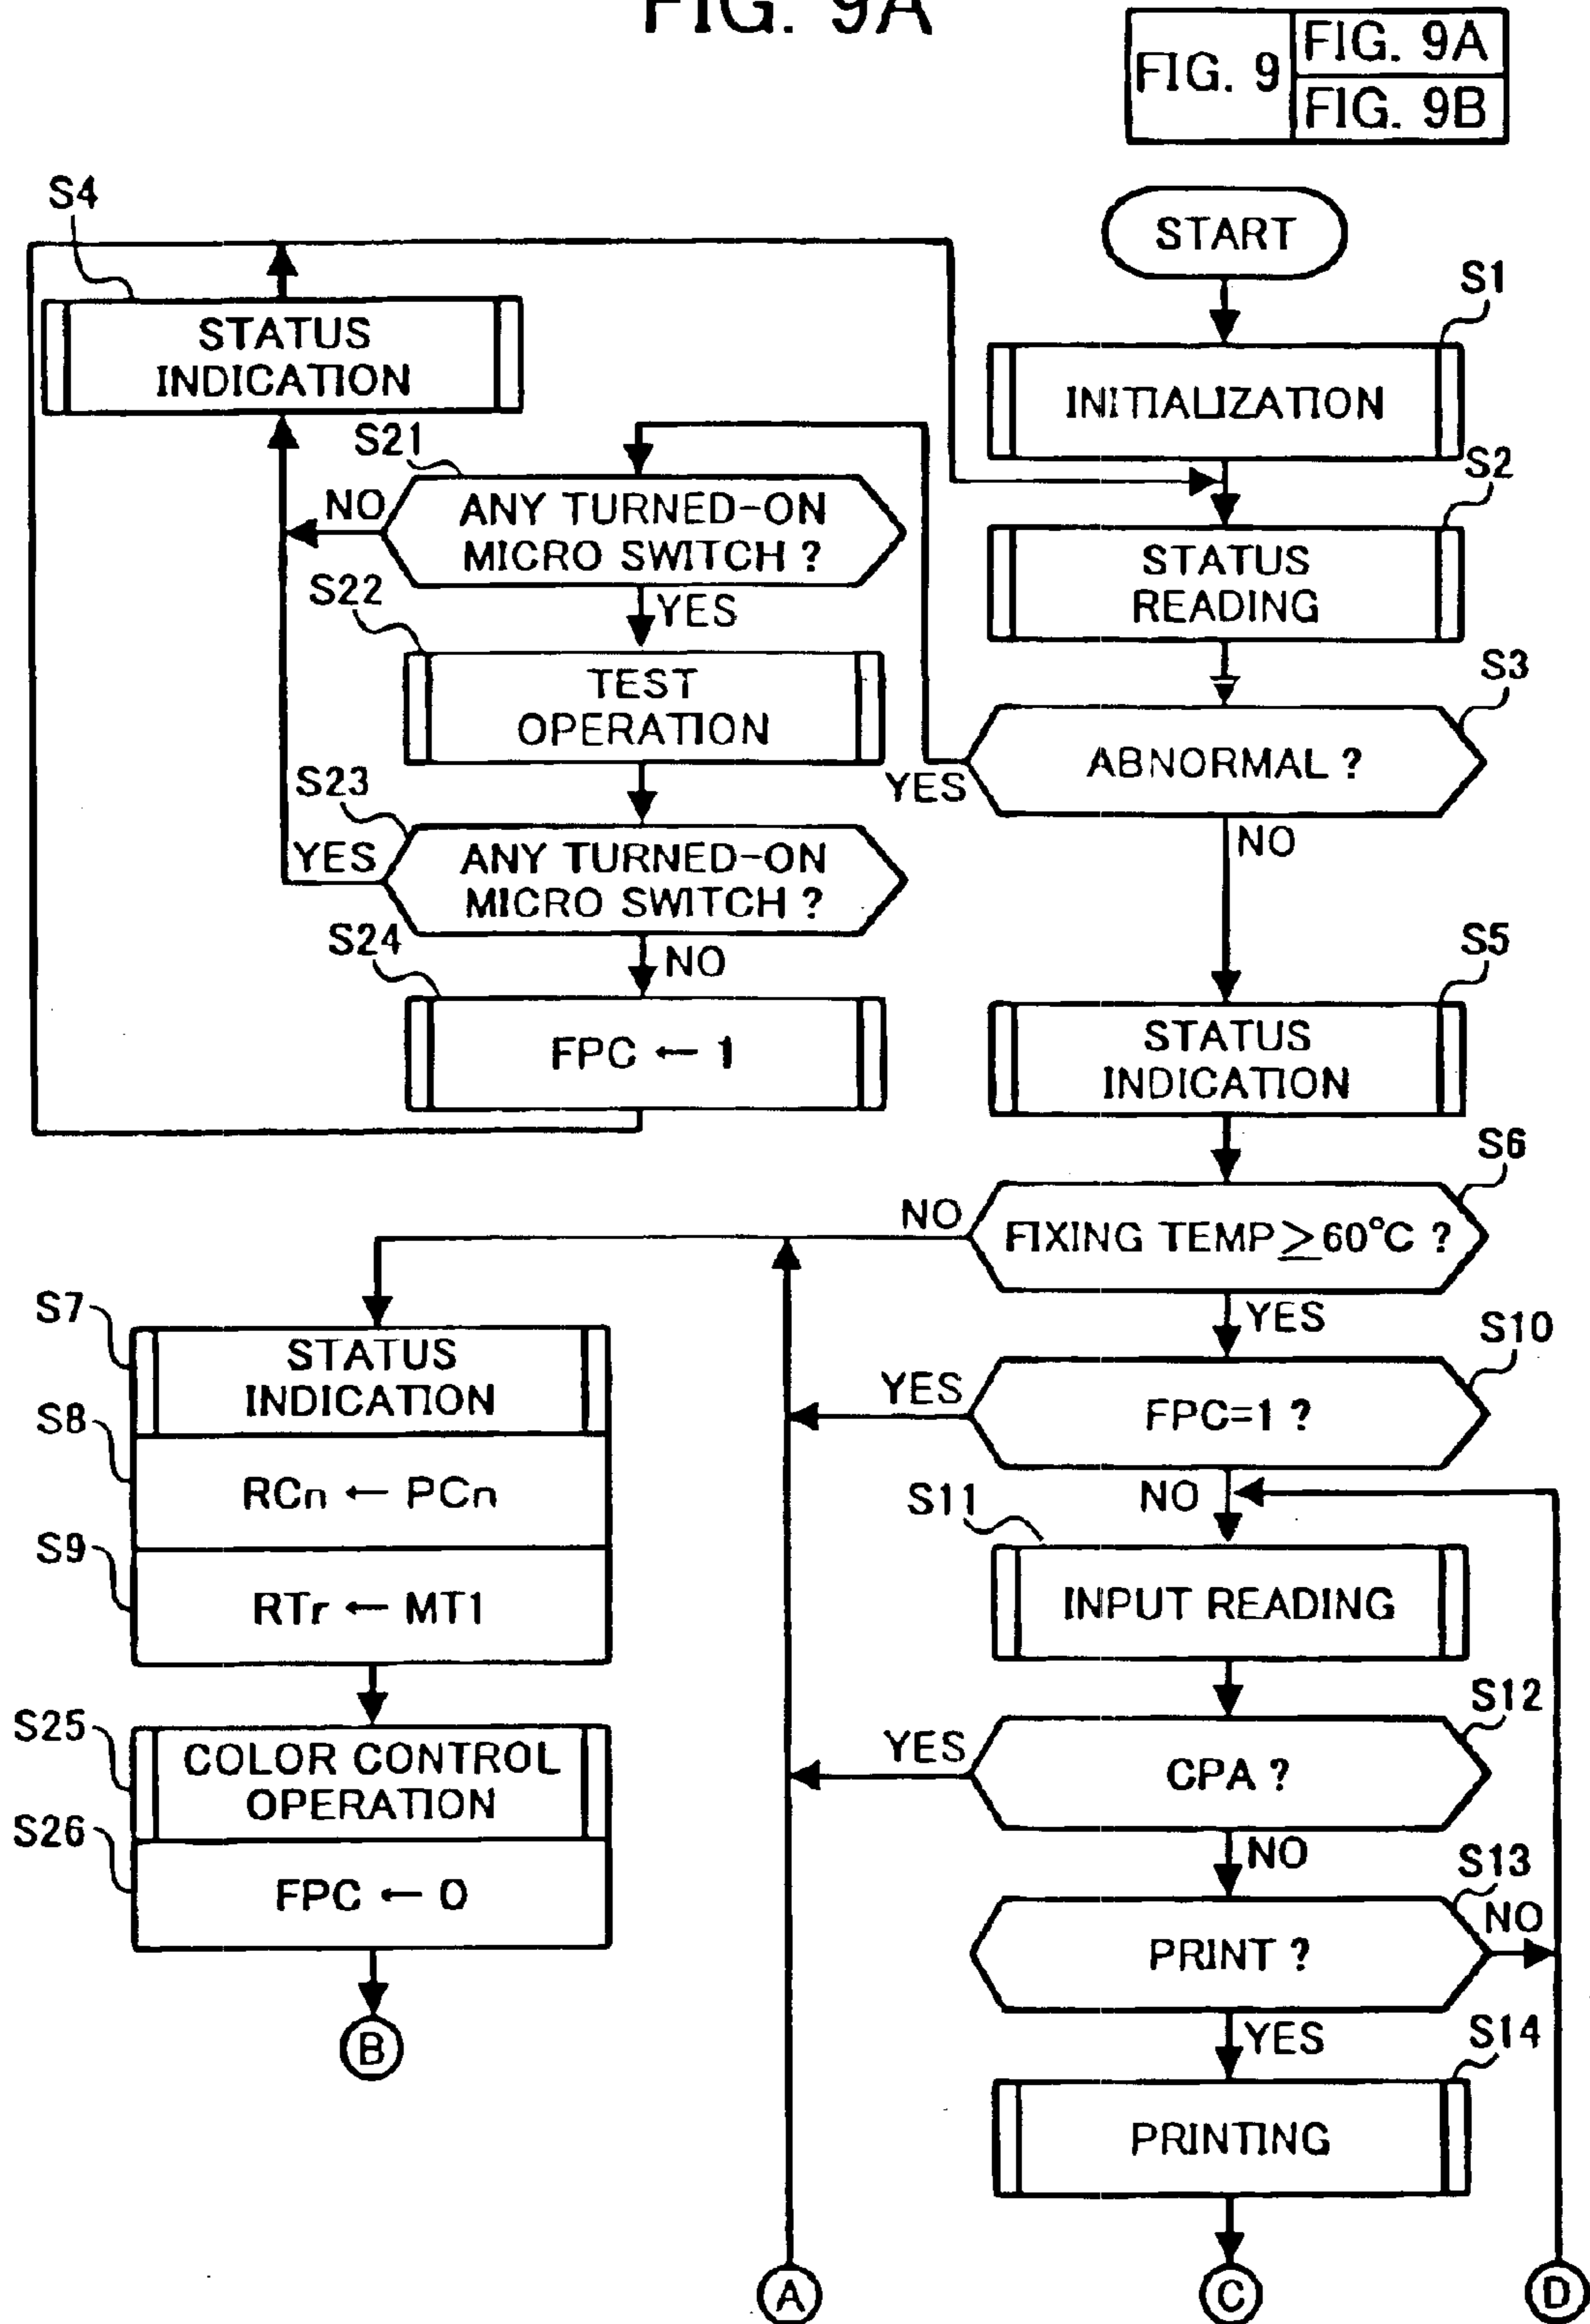 FIG. 9A
FIG. 9
FIG. 9A
FIG. 9B
START
S1
INITIALIZATION
S2
STATUS
READING
S3
ABNORMAL ?
YES
NO
S4
STATUS
INDICATION
S21
ANY TURNED-ON
MICRO SWITCH ?
NO
YES
S22
TEST
OPERATION
S23
ANY TURNED-ON
MICRO SWITCH ?
YES
NO
S24
FPC ← 1
S5
STATUS
INDICATION
S6
FIXING TEMP ≥ 60°C ?
NO
YES
S7
STATUS
INDICATION
S8
RCn ← PCn
S9
RTr ← MT1
S25
COLOR CONTROL
OPERATION
S26
FPC ← 0
B
S10
FPC=1 ?
YES
NO
S11
INPUT READING
S12
CPA ?
YES
NO
S13
PRINT ?
NO
YES
S14
PRINTING
A
C
D